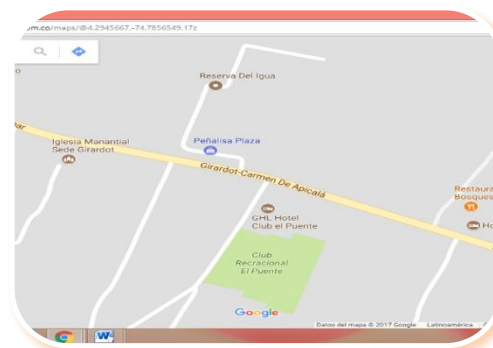 um.co/maps/@4.2945667,-74.7856549,17z
Reserva Del Igua
Iglesia Manantial
Sede Girardot
Peñalisa Plaza
Girardot-Carmen De Apicalá
GHL Hotel
Club el Puente
Restaura
Bosques
Ho
Club
Recracional
El Puente
Google
Datos del mapa © 2017 Google Latinoamérica
W